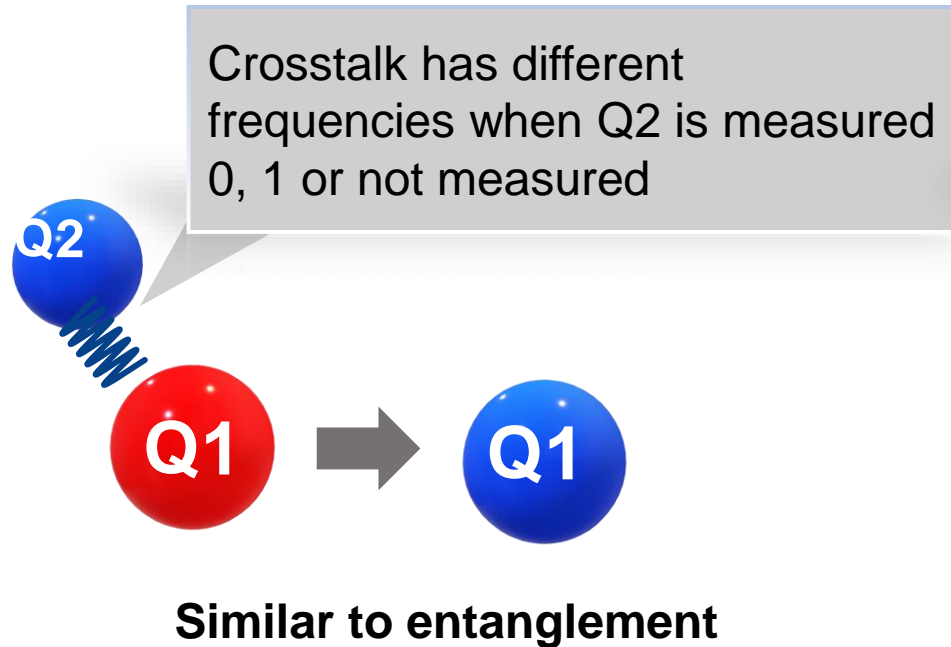 Crosstalk has different
frequencies when Q2 is measured
0, 1 or not measured
Q2
Q1
Q1
Similar to entanglement